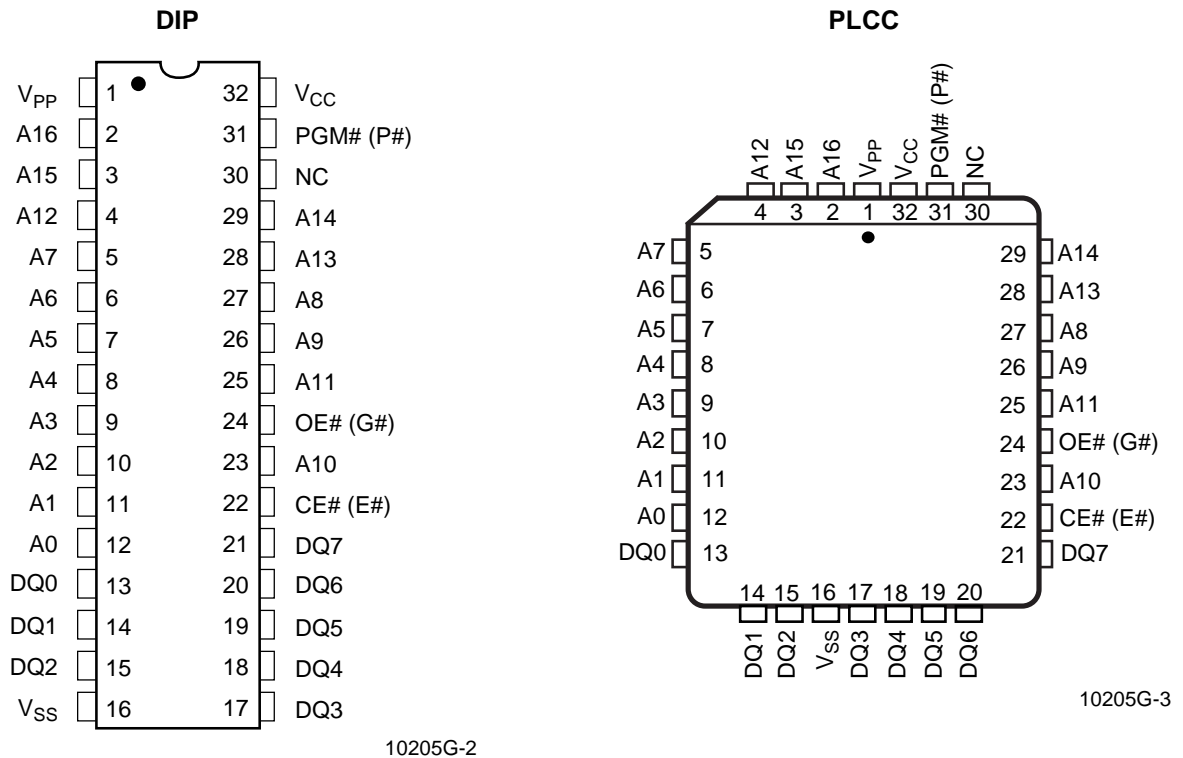 DIP
V_PP 1 32 V_CC
A16 2 31 PGM# (P#)
A15 3 30 NC
A12 4 29 A14
A7 5 28 A13
A6 6 27 A8
A5 7 26 A9
A4 8 25 A11
A3 9 24 OE# (G#)
A2 10 23 A10
A1 11 22 CE# (E#)
A0 12 21 DQ7
DQ0 13 20 DQ6
DQ1 14 19 DQ5
DQ2 15 18 DQ4
V_SS 16 17 DQ3
10205G-2
PLCC
A12 A15 A16 V_PP V_CC PGM# (P#) NC
4 3 2 1 32 31 30
A7 5 29 A14
A6 6 28 A13
A5 7 27 A8
A4 8 26 A9
A3 9 25 A11
A2 10 24 OE# (G#)
A1 11 23 A10
A0 12 22 CE# (E#)
DQ0 13 21 DQ7
14 15 16 17 18 19 20
DQ1 DQ2 V_SS DQ3 DQ4 DQ5 DQ6
10205G-3